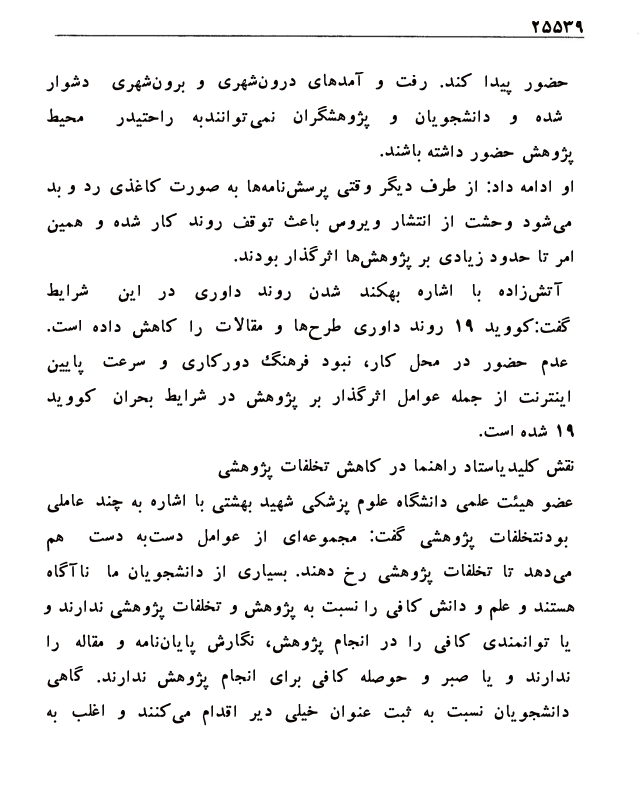 ۲۵۵۳۹
حضور پیدا کند. رفت و آمدهای درون‌شهری و برون‌شهری دشوار
شده و دانشجویان و پژوهشگران نمی‌توانندبه راحتیدر محیط
پژوهش حضور داشته باشند.
او ادامه داد: از طرف دیگر وقتی پرسش‌نامه‌ها به صورت کاغذی رد و بد
می‌شود وحشت از انتشار ویروس باعث توقف روند کار شده و همین
امر تا حدود زیادی بر پژوهش‌ها اثرگذار بودند.
آتش‌زاده با اشاره بهکند شدن روند داوری در این شرایط
گفت:کووید ۱۹ روند داوری طرح‌ها و مقالات را کاهش داده است.
عدم حضور در محل کار، نبود فرهنگ دورکاری و سرعت پایین
اینترنت از جمله عوامل اثرگذار بر پژوهش در شرایط بحران کووید
۱۹ شده است.
نقش کلیدیاستاد راهنما در کاهش تخلفات پژوهشی
عضو هیئت علمی دانشگاه علوم پزشکی شهید بهشتی با اشاره به چند عاملی
بودنتخلفات پژوهشی گفت: مجموعه‌ای از عوامل دست‌به دست هم
می‌دهد تا تخلفات پژوهشی رخ دهند. بسیاری از دانشجویان ما ناآگاه
هستند و علم و دانش کافی را نسبت به پژوهش و تخلفات پژوهشی ندارند و
یا توانمندی کافی را در انجام پژوهش، نگارش پایان‌نامه و مقاله را
ندارند و یا صبر و حوصله کافی برای انجام پژوهش ندارند. گاهی
دانشجویان نسبت به ثبت عنوان خیلی دیر اقدام می‌کنند و اغلب به